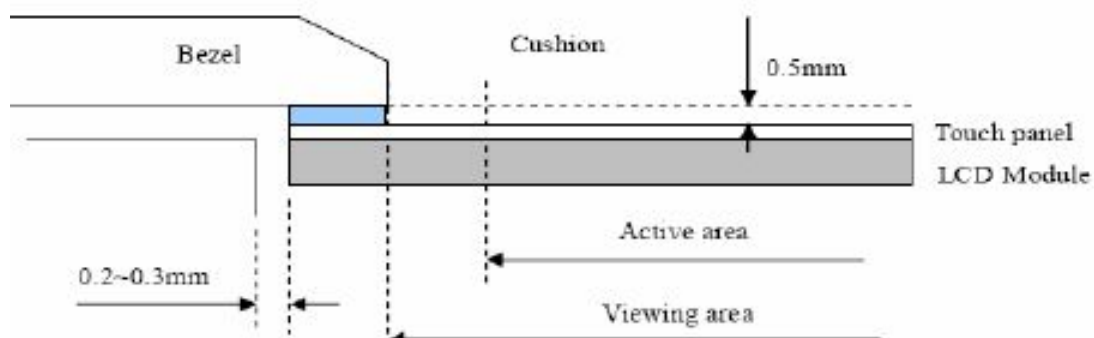 Cushion
Bezel
0.5mm
Touch panel
LCD Module
Active area
0.2~0.3mm
Viewing area